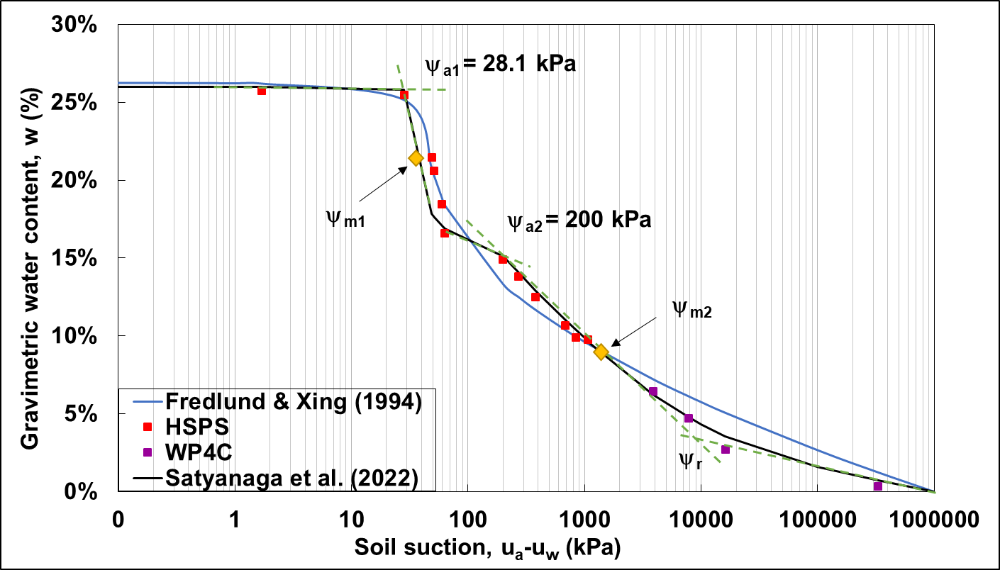 30%
25%
20%
15%
10%
5%
0%
Gravimetric water content, w (%)
ψa1 = 28.1 kPa
ψm1
ψa2 = 200 kPa
ψm2
ψr
Fredlund & Xing (1994)
HSPS
WP4C
Satyanaga et al. (2022)
0 1 10 100 1000 10000 100000 1000000
Soil suction, ua-uw (kPa)